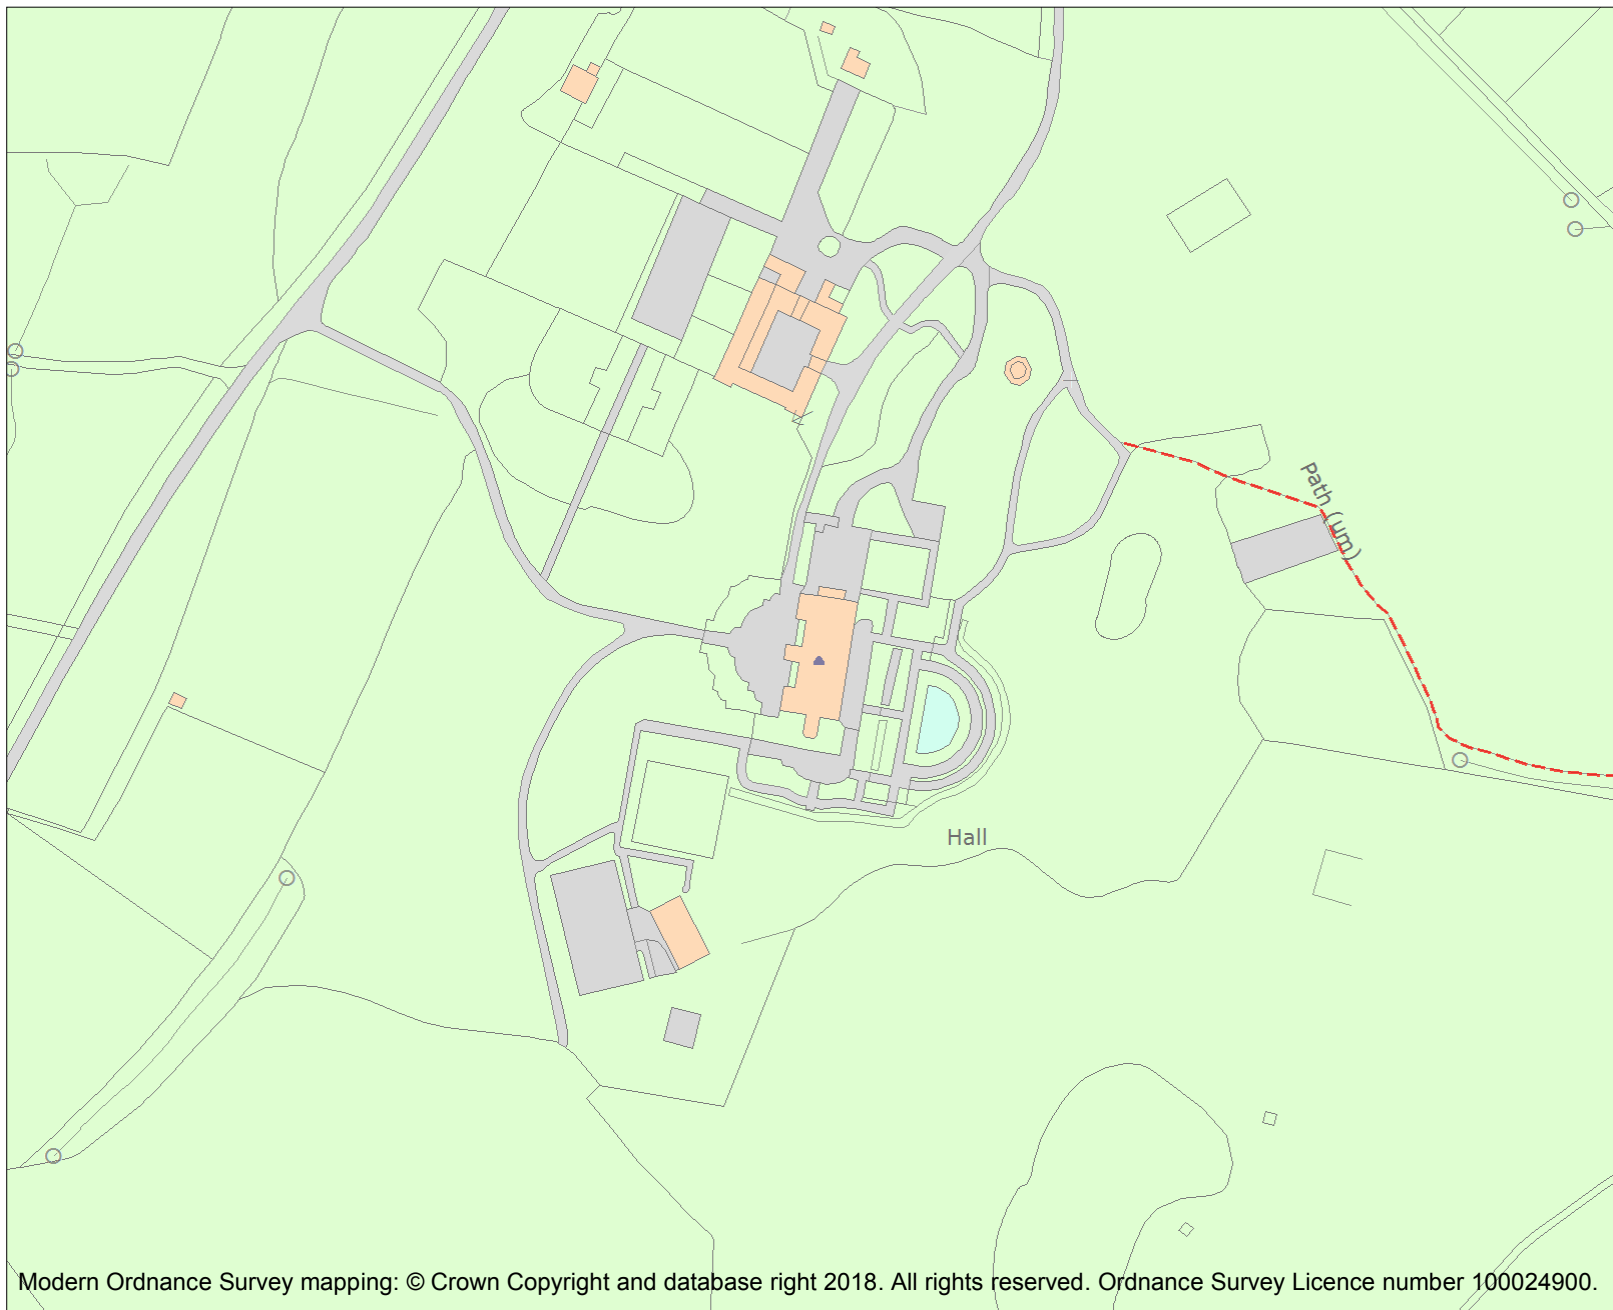 Path (um)
Hall
Modern Ordnance Survey mapping: © Crown Copyright and database right 2018. All rights reserved. Ordnance Survey Licence number 100024900.